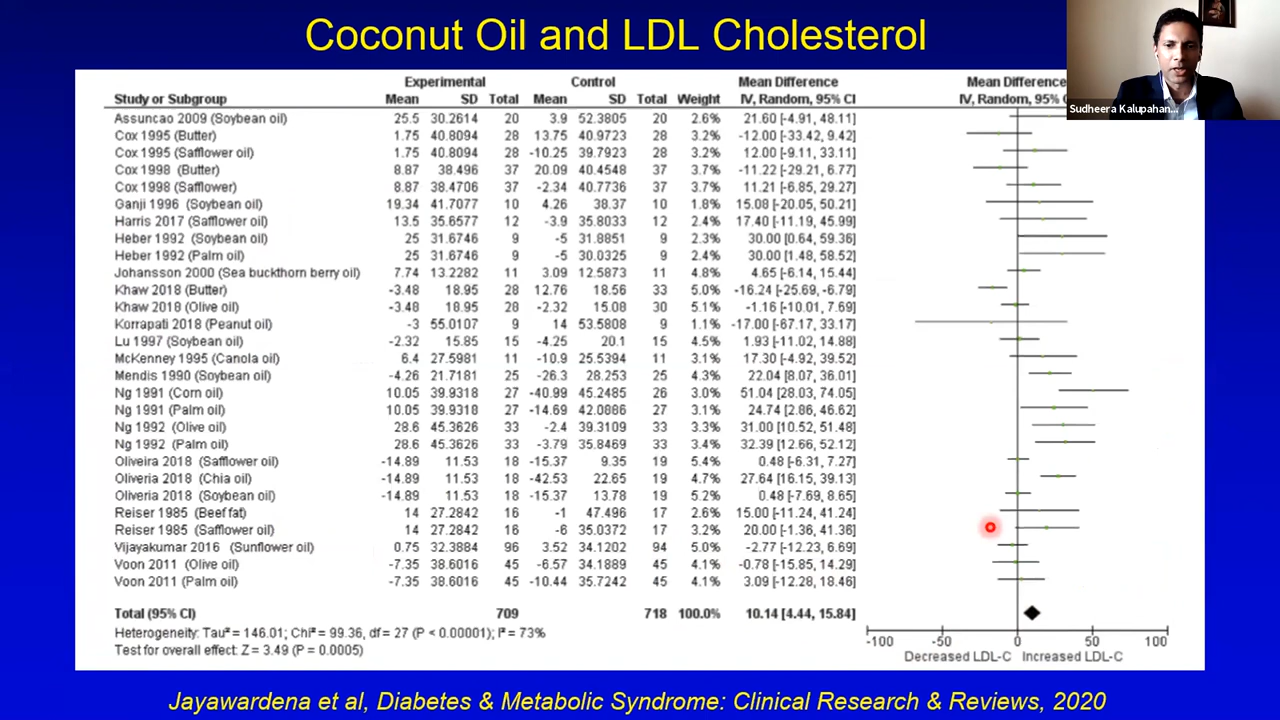 Coconut Oil and LDL Cholesterol
Sudheera Kalupahan...
Experimental Control Mean Difference Mean Difference
Study or Subgroup Mean SD Total Mean SD Total Weight IV, Random, 95% CI IV, Random, 95%
Assuncao 2009 (Soybean oil) 25.5 30.2614 20 3.9 52.3805 20 2.6% 21.60 [-4.91, 48.11]
Cox 1995 (Butter) 1.75 40.8094 28 13.75 40.9723 28 3.2% -12.00 [-33.42, 9.42]
Cox 1995 (Safflower oil) 1.75 40.8094 28 -10.25 39.7923 28 3.2% 12.00 [-9.11, 33.11]
Cox 1998 (Butter) 8.87 38.496 37 20.09 40.4548 37 3.7% -11.22 [-29.21, 6.77]
Cox 1998 (Safflower) 8.87 38.4706 37 -2.34 40.7736 37 3.7% 11.21 [-6.85, 29.27]
Ganji 1996 (Soybean oil) 19.34 41.7077 10 4.26 38.37 10 1.8% 15.08 [-20.05, 50.21]
Harris 2017 (Safflower oil) 13.5 35.6577 12 -3.9 35.8033 12 2.4% 17.40 [-11.19, 45.99]
Heber 1992 (Soybean oil) 25 31.6746 9 -5 31.8851 9 2.3% 30.00 [0.64, 59.36]
Heber 1992 (Palm oil) 25 31.6746 9 -5 30.0325 9 2.4% 30.00 [1.48, 58.52]
Johansson 2000 (Sea buckthorn berry oil) 7.74 13.2282 11 3.09 12.5873 11 4.8% 4.65 [-6.14, 15.44]
Khaw 2018 (Butter) -3.48 18.95 28 12.76 18.56 33 5.0% -16.24 [-25.69, -6.79]
Khaw 2018 (Olive oil) -3.48 18.95 28 -2.32 15.08 30 5.1% -1.16 [-10.01, 7.69]
Korrapati 2018 (Peanut oil) -3 55.0107 9 14 53.5808 9 1.1% -17.00 [-67.17, 33.17]
Lu 1997 (Soybean oil) -2.32 15.85 15 -4.25 20.1 15 4.5% 1.93 [-11.02, 14.88]
McKenney 1995 (Canola oil) 6.4 27.5981 11 -10.9 25.5394 11 3.1% 17.30 [-4.92, 39.52]
Mendis 1990 (Soybean oil) -4.26 21.7181 25 -26.3 28.253 25 4.3% 22.04 [8.07, 36.01]
Ng 1991 (Corn oil) 10.05 39.9318 27 -40.99 45.2485 26 3.0% 51.04 [28.03, 74.05]
Ng 1991 (Palm oil) 10.05 39.9318 27 -14.69 42.0886 27 3.2% 24.74 [2.86, 46.62]
Ng 1992 (Olive oil) 28.6 45.3626 33 -2.4 39.3109 33 3.3% 31.00 [10.52, 51.48]
Ng 1992 (Palm oil) 28.6 45.3626 33 -3.79 35.8469 33 3.4% 32.39 [12.66, 52.12]
Oliveira 2018 (Safflower oil) -14.89 11.53 18 -15.37 9.35 19 5.4% 0.48 [-6.31, 7.27]
Oliveria 2018 (Chia oil) -14.89 11.53 18 -42.53 22.65 19 4.7% 27.64 [16.15, 39.13]
Oliveria 2018 (Soybean oil) -14.89 11.53 18 -15.37 13.78 19 5.2% 0.48 [-7.69, 8.65]
Reiser 1985 (Beef fat) 14 27.2842 16 -1 47.496 17 2.6% 15.00 [-11.24, 41.24]
Reiser 1985 (Safflower oil) 14 27.2842 16 -6 35.0372 17 3.2% 20.00 [-1.36, 41.36]
Vijayakumar 2016 (Sunflower oil) 0.75 32.3884 96 3.52 34.1202 94 5.0% -2.77 [-12.23, 6.69]
Voon 2011 (Olive oil) -7.35 38.6016 45 -6.57 34.1889 45 4.1% -0.78 [-15.85, 14.29]
Voon 2011 (Palm oil) -7.35 38.6016 45 -10.44 35.7242 45 4.1% 3.09 [-12.28, 18.46]
Total (95% CI) 709 718 100.0% 10.14 [4.44, 15.84]
Heterogeneity: Tau² = 146.01; Chi² = 99.36, df = 27 (P < 0.00001); I² = 73%
Test for overall effect: Z = 3.49 (P = 0.0005)
-100 -50 0 50 100
Decreased LDL-C Increased LDL-C
Jayawardena et al, Diabetes & Metabolic Syndrome: Clinical Research & Reviews, 2020